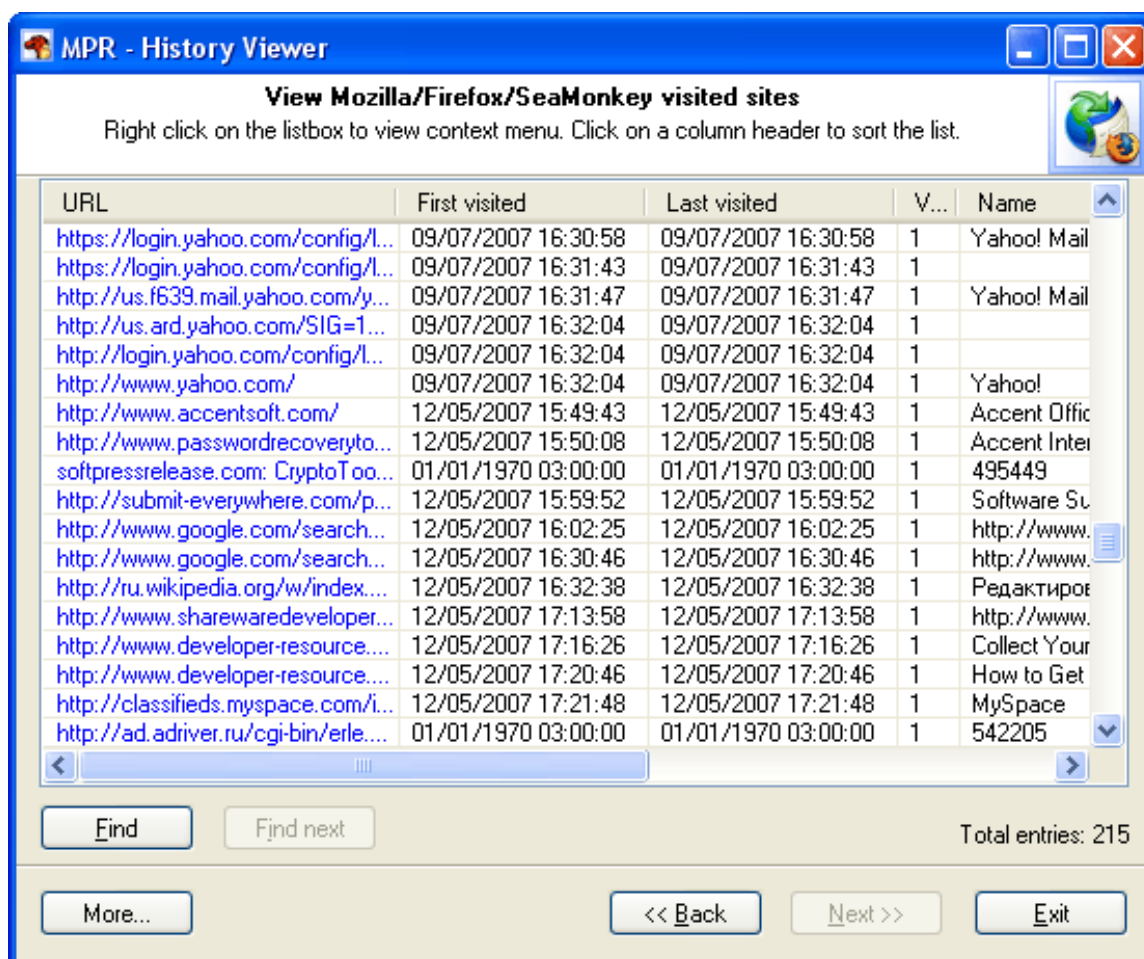 MPR - History Viewer
View Mozilla/Firefox/SeaMonkey visited sites
Right click on the listbox to view context menu. Click on a column header to sort the list.
URL First visited Last visited V... Name
https://login.yahoo.com/config/l... 09/07/2007 16:30:58 09/07/2007 16:30:58 1 Yahoo! Mail
https://login.yahoo.com/config/l... 09/07/2007 16:31:43 09/07/2007 16:31:43 1
http://us.f639.mail.yahoo.com/y... 09/07/2007 16:31:47 09/07/2007 16:31:47 1 Yahoo! Mail
http://us.ard.yahoo.com/SIG=1... 09/07/2007 16:32:04 09/07/2007 16:32:04 1
http://login.yahoo.com/config/l... 09/07/2007 16:32:04 09/07/2007 16:32:04 1
http://www.yahoo.com/ 09/07/2007 16:32:04 09/07/2007 16:32:04 1 Yahoo!
http://www.accentsoft.com/ 12/05/2007 15:49:43 12/05/2007 15:49:43 1 Accent Offic
http://www.passwordrecoveryto... 12/05/2007 15:50:08 12/05/2007 15:50:08 1 Accent Inter
softpressrelease.com: CryptoToo... 01/01/1970 03:00:00 01/01/1970 03:00:00 1 495449
http://submit-everywhere.com/p... 12/05/2007 15:59:52 12/05/2007 15:59:52 1 Software Su
http://www.google.com/search... 12/05/2007 16:02:25 12/05/2007 16:02:25 1 http://www.
http://www.google.com/search... 12/05/2007 16:30:46 12/05/2007 16:30:46 1 http://www.
http://ru.wikipedia.org/w/index.... 12/05/2007 16:32:38 12/05/2007 16:32:38 1 Редактиров
http://www.sharewaredeveloper... 12/05/2007 17:13:58 12/05/2007 17:13:58 1 http://www.
http://www.developer-resource.... 12/05/2007 17:16:26 12/05/2007 17:16:26 1 Collect Your
http://www.developer-resource.... 12/05/2007 17:20:46 12/05/2007 17:20:46 1 How to Get
http://classifieds.myspace.com/i... 12/05/2007 17:21:48 12/05/2007 17:21:48 1 MySpace
http://ad.adriver.ru/cgi-bin/erle.... 01/01/1970 03:00:00 01/01/1970 03:00:00 1 542205
Find Find next Total entries: 215
More... << Back Next >> Exit